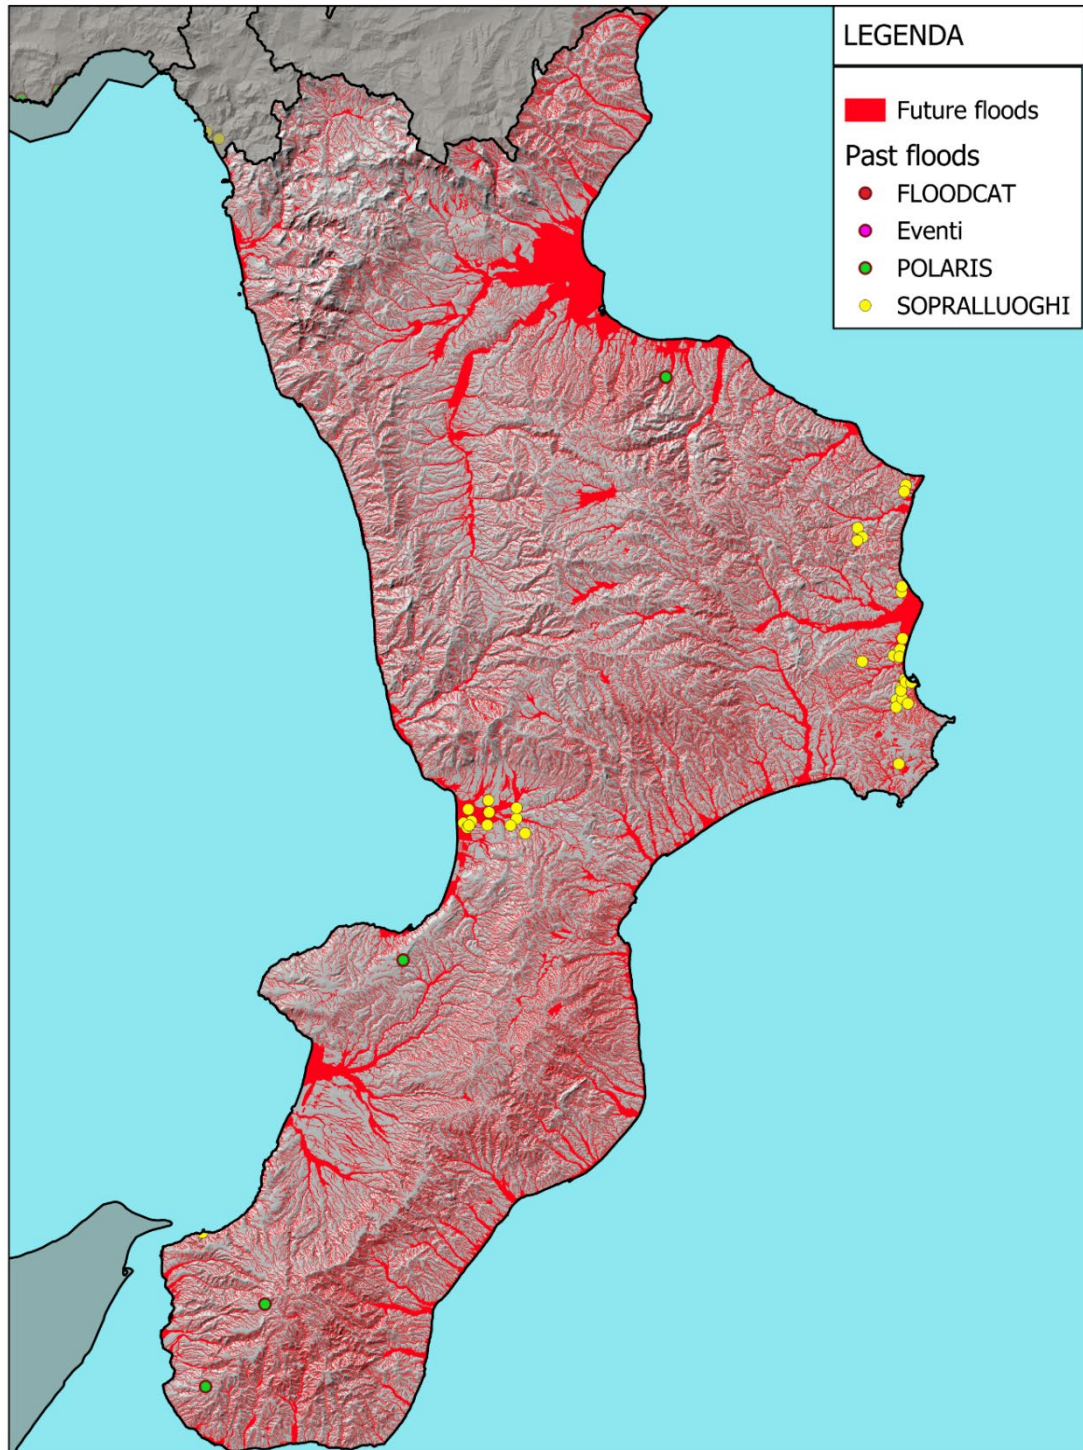 LEGENDA
Future floods
Past floods
FLOODCAT
Eventi
POLARIS
SOPRALLUOGHI